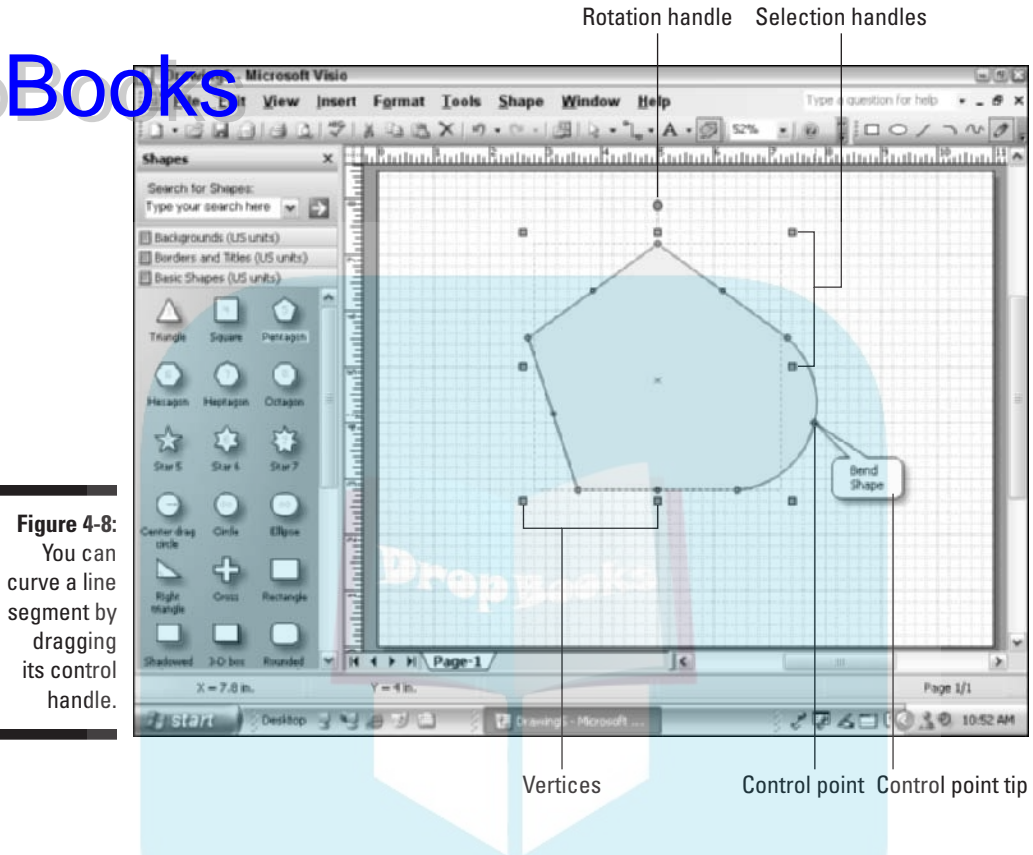 Rotation handle Selection handles
Books
Microsoft Visio
View Insert Format Tools Shape Window Help
Type a question for help
52%
Shapes
Search for Shapes:
Type your search here
Backgrounds (US units)
Borders and Titles (US units)
Basic Shapes (US units)
Triangle Square Pentagon
Hexagon Heptagon Octagon
Star 5 Star 6 Star 7
Center drag circle Circle Ellipse
Right triangle Cross Rectangle
Shadowed 3-D box Rounded
Bend
Shape
DropBooks
Page-1
X = 7.8 in. Y = 4 in. Page 1/1
start Desktop Drawing5 - Microsoft ... 10:52 AM
Figure 4-8:
You can
curve a line
segment by
dragging
its control
handle.
Vertices Control point Control point tip